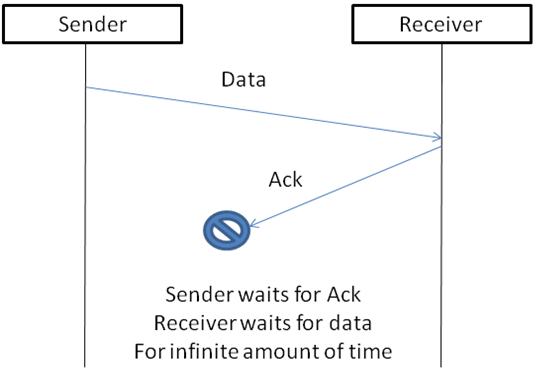 Sender
Receiver
Data
Ack
Sender waits for Ack
Receiver waits for data
For infinite amount of time